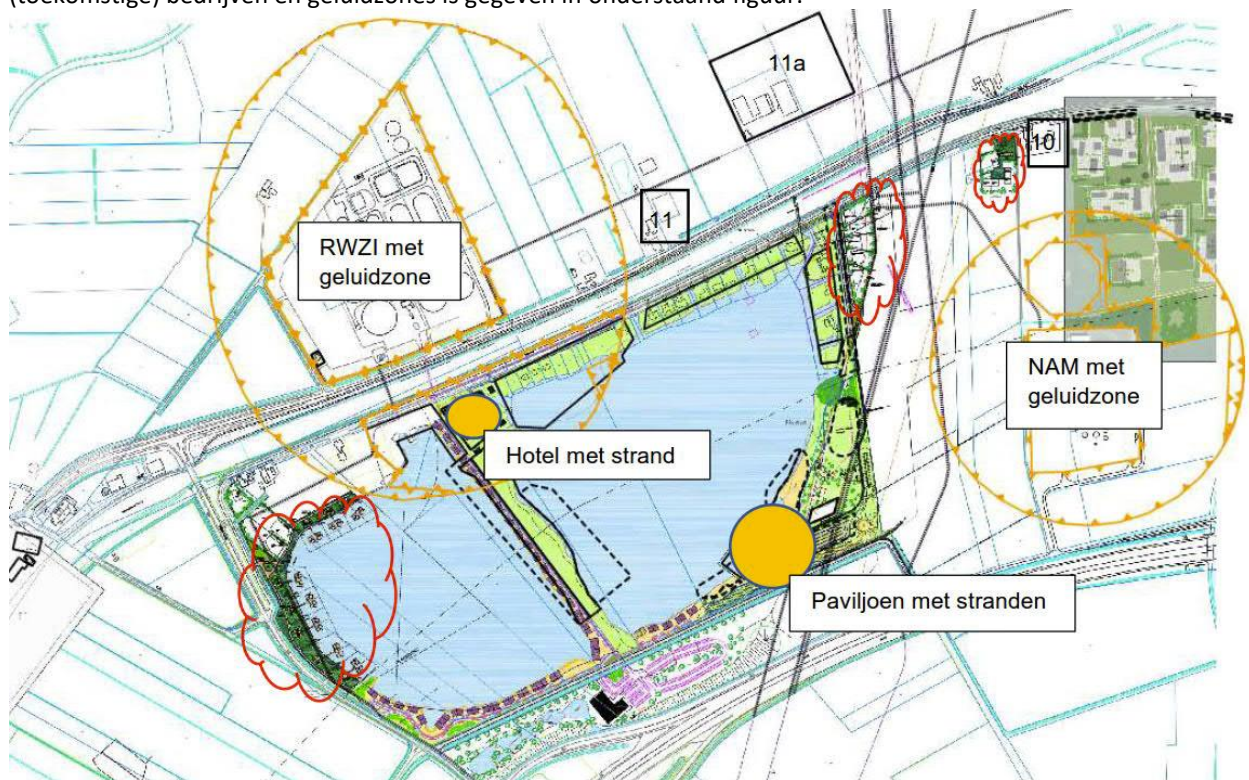 (toekomstige) bedrijven en geluidzones is gegeven in onderstaand figuur.
11a
10
11
RWZI met
geluidzone
NAM met
geluidzone
Hotel met strand
Paviljoen met stranden